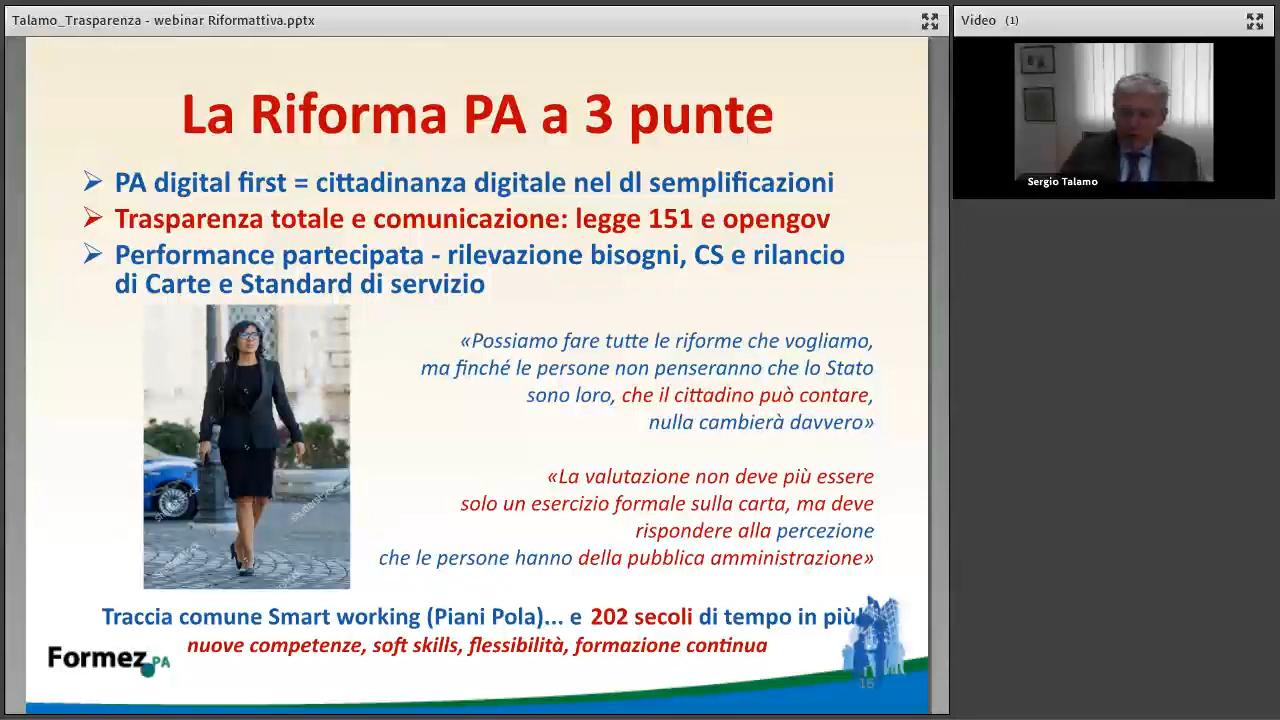 Talamo_Trasparenza - webinar Riformattiva.pptx
Video (1)
La Riforma PA a 3 punte
PA digital first = cittadinanza digitale nel dl semplificazioni
Trasparenza totale e comunicazione: legge 151 e opengov
Performance partecipata - rilevazione bisogni, CS e rilancio
di Carte e Standard di servizio
«Possiamo fare tutte le riforme che vogliamo,
ma finché le persone non penseranno che lo Stato
sono loro, che il cittadino può contare,
nulla cambierà davvero»
«La valutazione non deve più essere
solo un esercizio formale sulla carta, ma deve
rispondere alla percezione
che le persone hanno della pubblica amministrazione»
Traccia comune Smart working (Piani Pola)... e 202 secoli di tempo in più!
nuove competenze, soft skills, flessibilità, formazione continua
Formez PA
16
Sergio Talamo